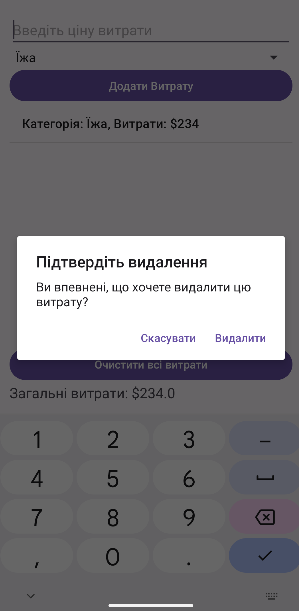 Введіть ціну витрати
Їжа
Додати Витрату
Категорія: Їжа, Витрати: $234
Підтвердіть видалення
Ви впевнені, що хочете видалити цю
витрату?
Скасувати Видалити
Очистити всі витрати
Загальні витрати: $234.0
1 2 3 –
4 5 6
7 8 9
, 0 .